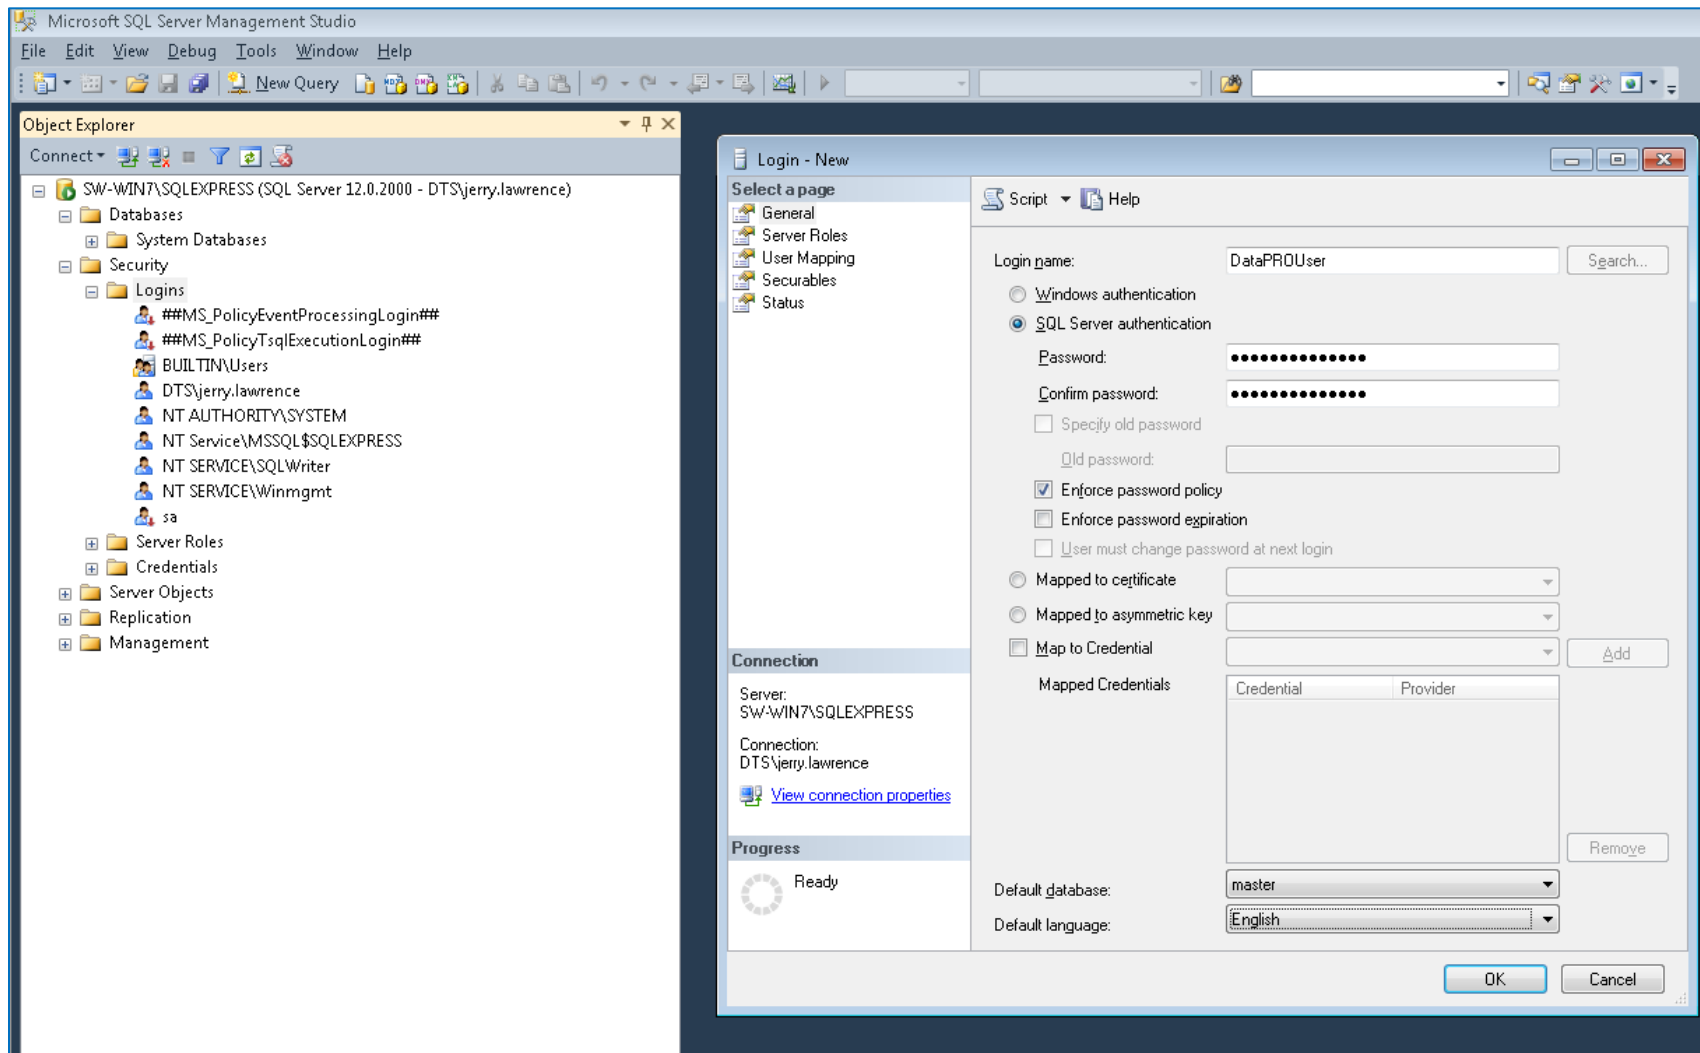 Microsoft SQL Server Management Studio
File Edit View Debug Tools Window Help
New Query
Object Explorer
Connect
SW-WIN7\SQLEXPRESS (SQL Server 12.0.2000 - DTS\jerry.lawrence)
Databases
System Databases
Security
Logins
##MS_PolicyEventProcessingLogin##
##MS_PolicyTsqlExecutionLogin##
BUILTIN\Users
DTS\jerry.lawrence
NT AUTHORITY\SYSTEM
NT Service\MSSQL$SQLEXPRESS
NT SERVICE\SQLWriter
NT SERVICE\Winmgmt
sa
Server Roles
Credentials
Server Objects
Replication
Management
Login - New
Select a page
General
Server Roles
User Mapping
Securables
Status
Connection
Server:
SW-WIN7\SQLEXPRESS
Connection:
DTS\jerry.lawrence
View connection properties
Progress
Ready
Script Help
Login name: DataPROUser Search...
Windows authentication
SQL Server authentication
Password: ●●●●●●●●●●●●●●
Confirm password: ●●●●●●●●●●●●●●
Specify old password
Old password:
Enforce password policy
Enforce password expiration
User must change password at next login
Mapped to certificate
Mapped to asymmetric key
Map to Credential Add
Mapped Credentials Credential Provider
Remove
Default database: master
Default language: English
OK Cancel